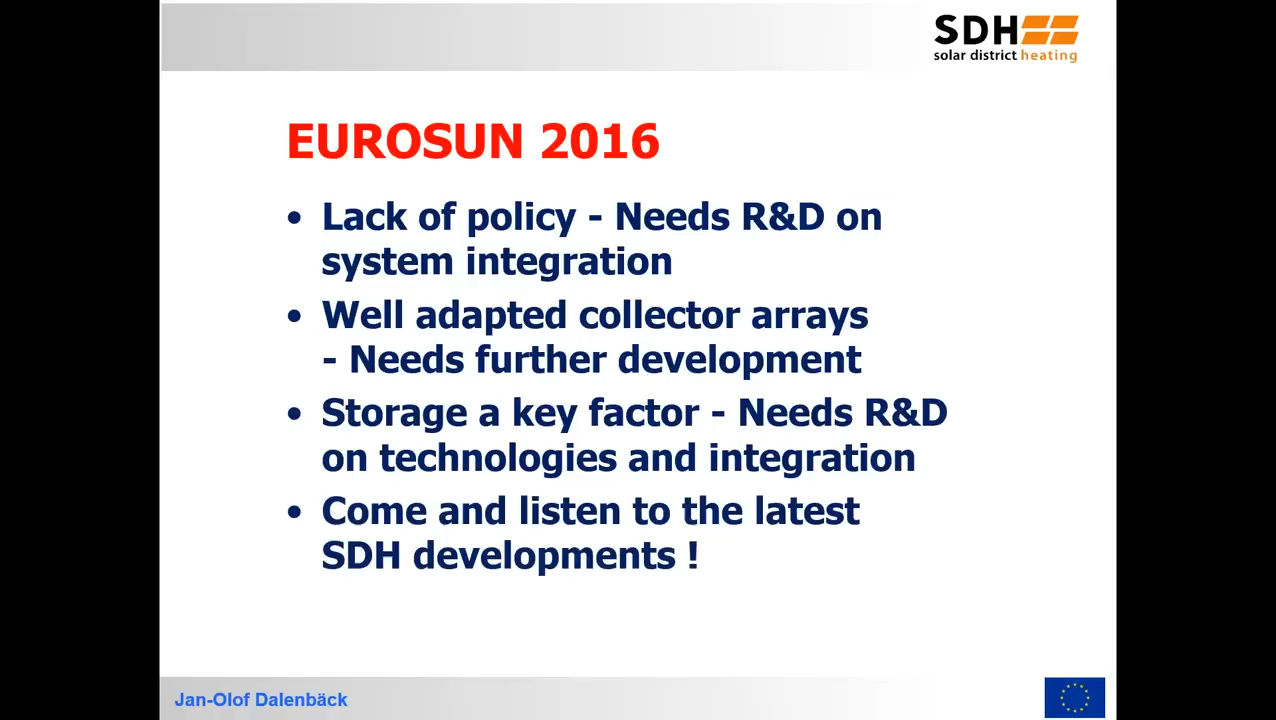 SDH
solar district heating
EUROSUN 2016
• Lack of policy - Needs R&D on
system integration
• Well adapted collector arrays
- Needs further development
• Storage a key factor - Needs R&D
on technologies and integration
• Come and listen to the latest
SDH developments !
Jan-Olof Dalenbäck